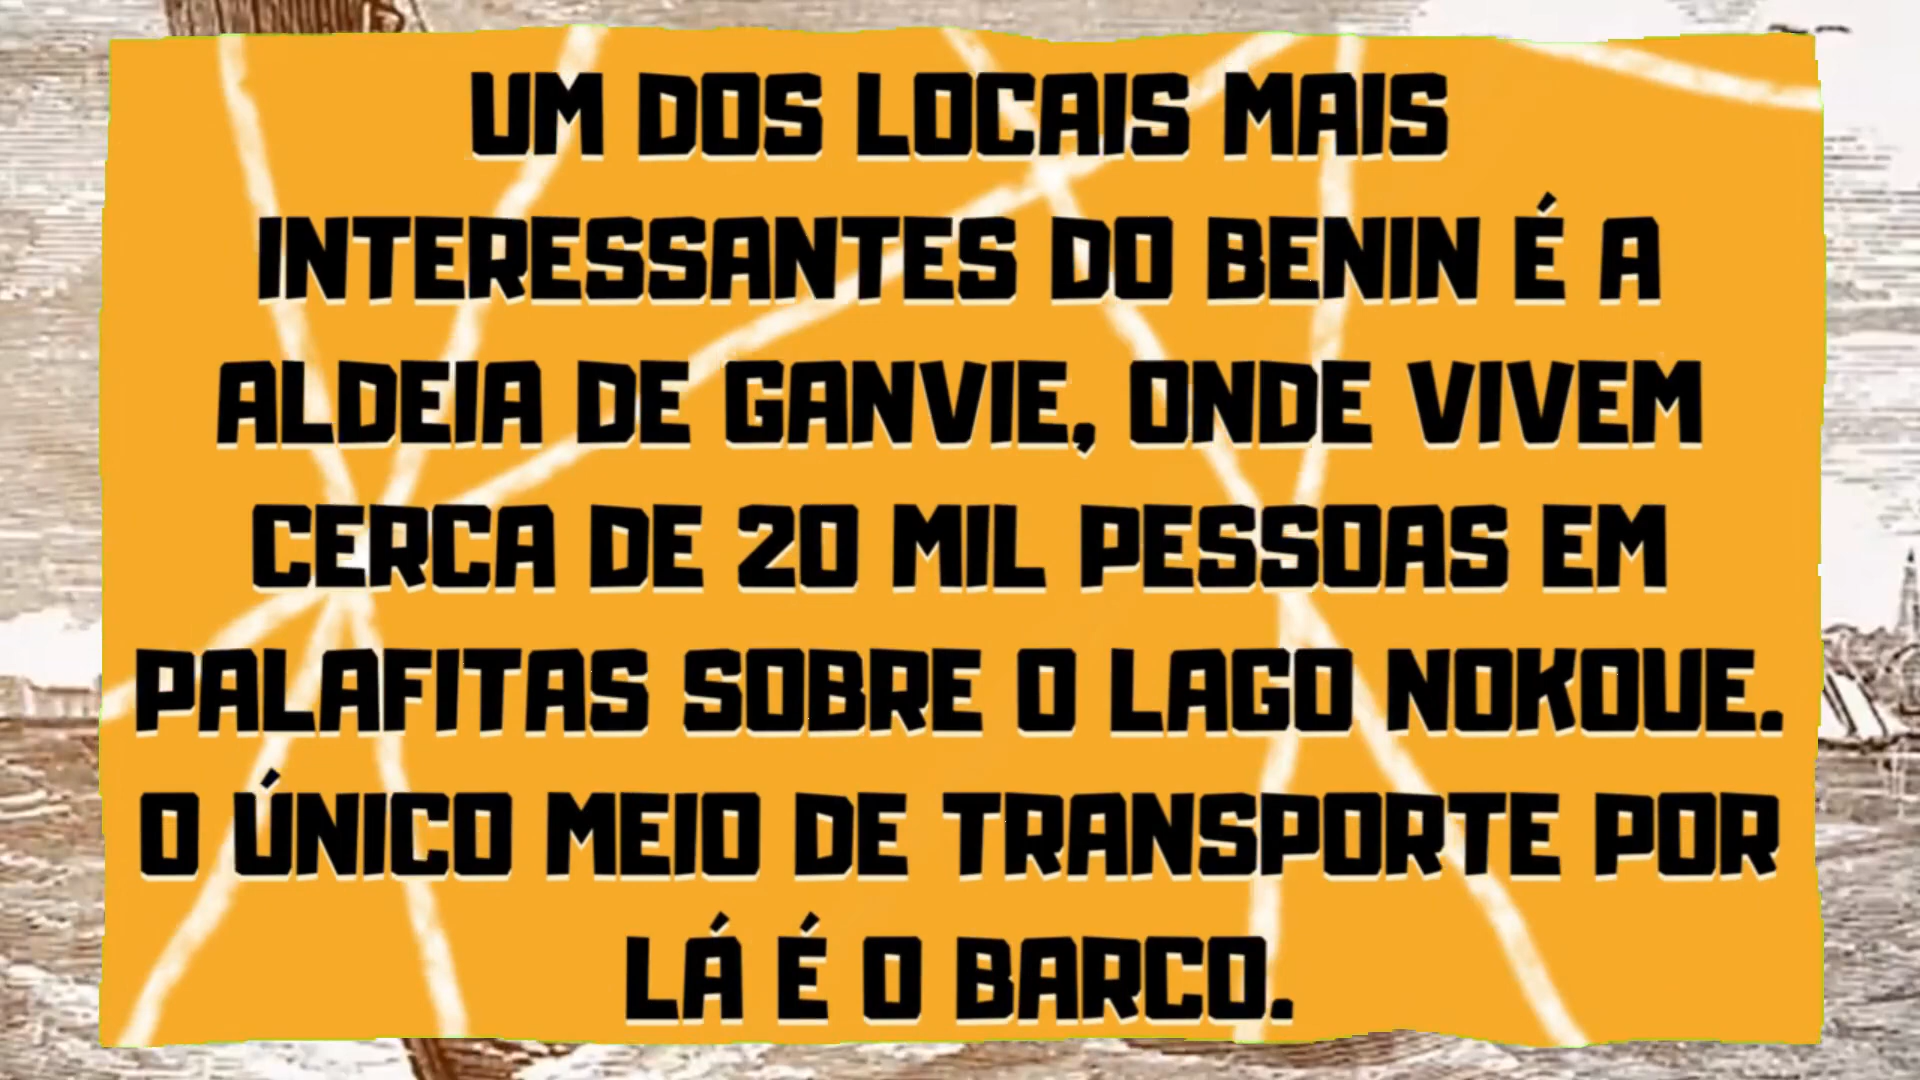 UM DOS LOCAIS MAIS
INTERESSANTES DO BENIN É A
ALDEIA DE GANVIE, ONDE VIVEM
CERCA DE 20 MIL PESSOAS EM
PALAFITAS SOBRE O LAGO NOKOUE.
O ÚNICO MEIO DE TRANSPORTE POR
LÁ É O BARCO.